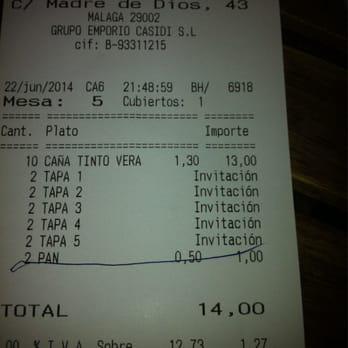 C/ Madre de Dios, 43
MALAGA 29002
GRUPO EMPORIO CASIDI S.L
cif: B-93311215
22/jun/2014 CA6 21:48:59 BH/ 6918
Mesa: 5 Cubiertos: 1
Cant. Plato Importe
10 CAÑA TINTO VERA 1,30 13,00
2 TAPA 1 Invitación
2 TAPA 2 Invitación
2 TAPA 3 Invitación
2 TAPA 4 Invitación
2 TAPA 5 Invitación
2 PAN 0,50 1,00
TOTAL 14,00
00 % I.V.A. Sobre 12,73 1,27